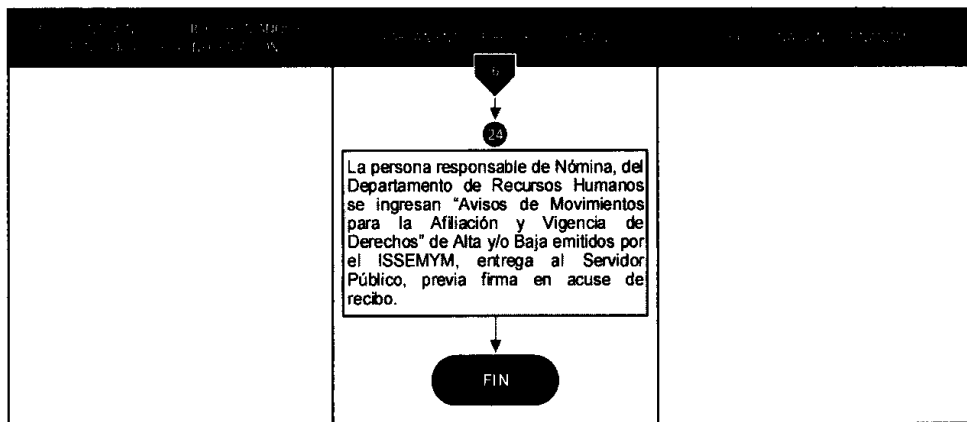 6
24
La persona responsable de Nómina, del
Departamento de Recursos Humanos
se ingresan "Avisos de Movimientos
para la Afiliación y Vigencia de
Derechos" de Alta y/o Baja emitidos por
el ISSEMYM, entrega al Servidor
Público, previa firma en acuse de
recibo.
FIN